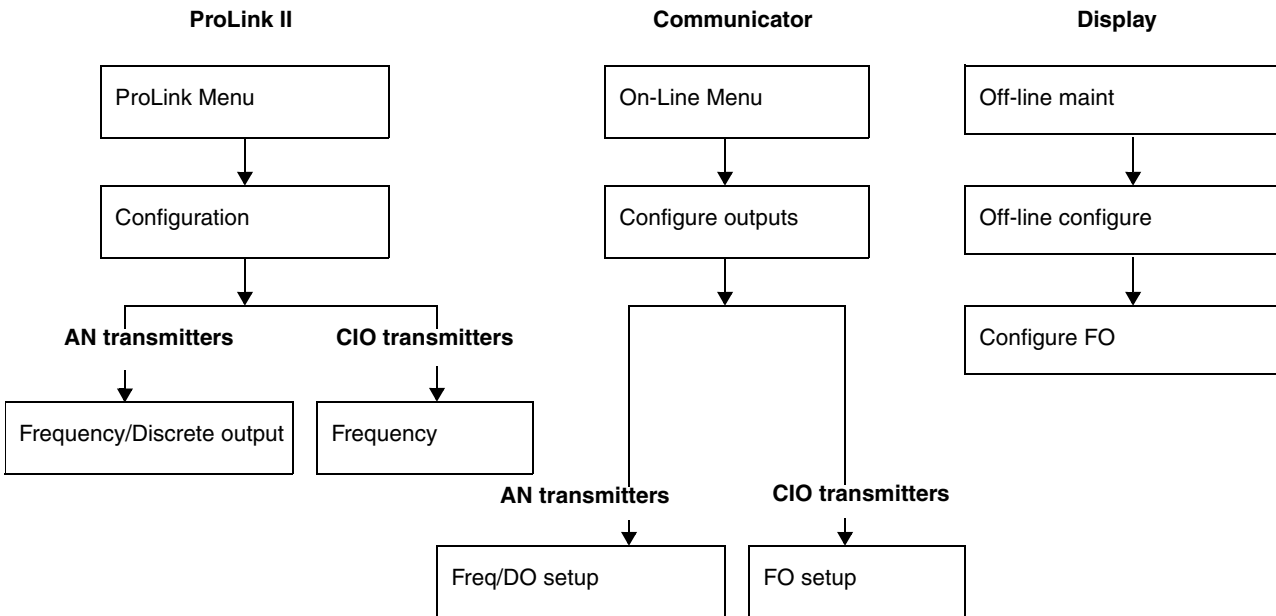 ProLink II
Communicator
Display
ProLink Menu
On-Line Menu
Off-line maint
Configuration
Configure outputs
Off-line configure
AN transmitters
CIO transmitters
Configure FO
Frequency/Discrete output
Frequency
AN transmitters
CIO transmitters
Freq/DO setup
FO setup